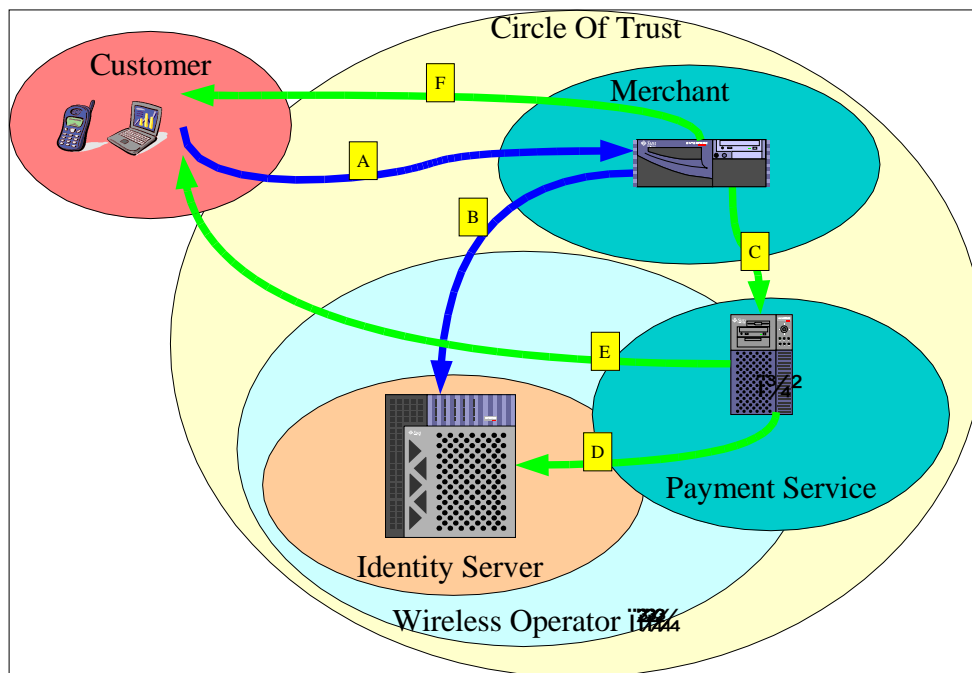 Circle Of Trust
Customer
F
Merchant
A
B
C
E
D
Payment Service
Identity Server
Wireless Operator